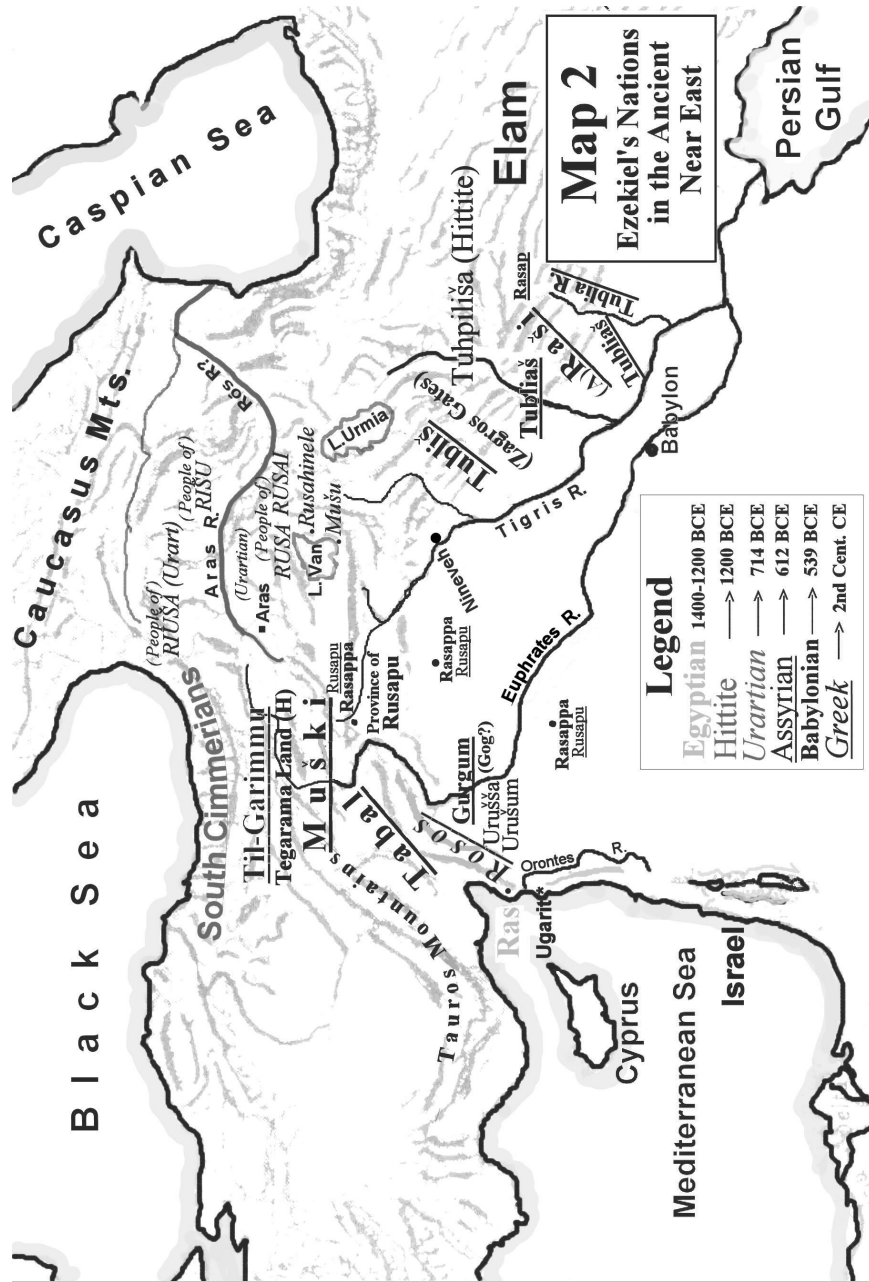 Black Sea
Caucasus Mts.
Caspian Sea
South Cimmerians
(People of)
RIUSA (Urart)
(People of)
RIŠU
Aras R.
Rōs R?
(Urartian)
(People of)
RUSA RUSAI
Aras
L. Van
Rusahinele
Mušu
L. Urmia
Til-Garimmu
Tegarama Land (H)
Muški
Rusapu
Rasappa
Province of
Rusapu
Tabal
Tauros Mountains
Gurgum
(Gog?)
Urušša
Urusum
Rosos
Ras
Ugarit*
Orontes
R.
Cyprus
Mediterranean Sea
Israel
Nineveh
Rasappa
Rusapu
Rasappa
Rusapu
Euphrates R.
Tigris R.
Babylon
Tubliš
(Zagros Gates)
Tuhpiliša (Hittite)
Tubliaš
(A)Raši
Rasap
Tubliaš
Tublia R.
Elam
Persian
Gulf
Map 2
Ezekiel's Nations
in the Ancient
Near East
Legend
Egyptian 1400-1200 BCE
Hittite —> 1200 BCE
Urartian —> 714 BCE
Assyrian —> 612 BCE
Babylonian —> 539 BCE
Greek —> 2nd Cent. CE